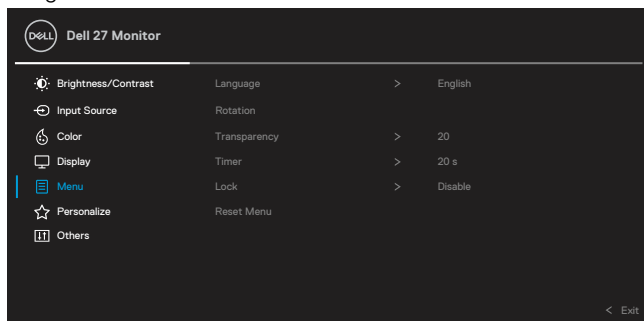 DELL Dell 27 Monitor
Brightness/Contrast Language > English
Input Source Rotation
Color Transparency > 20
Display Timer > 20 s
Menu Lock > Disable
Personalize Reset Menu
Others
< Exit